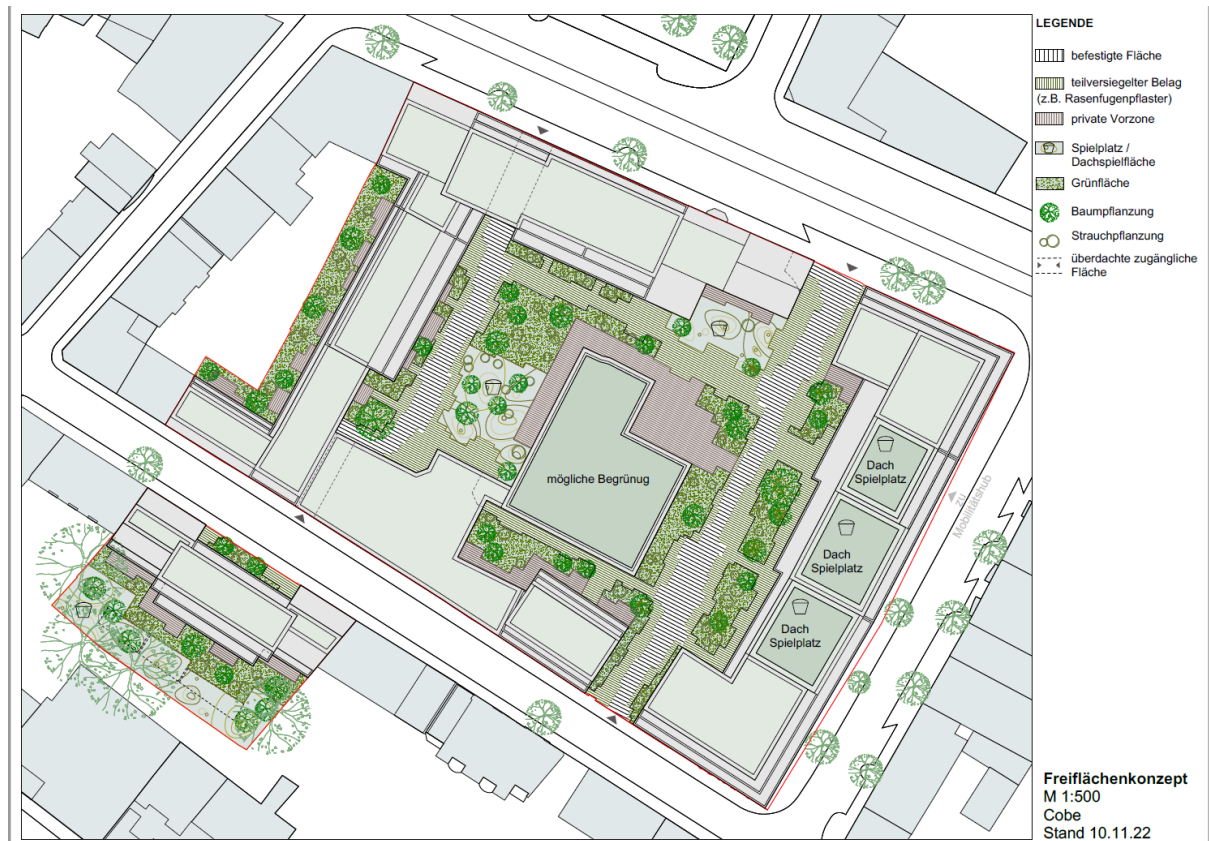 LEGENDE
befestigte Fläche
teilversiegelter Belag
(z.B. Rasenfugenpflaster)
private Vorzone
Spielplatz /
Dachspielfläche
Grünfläche
Baumpflanzung
Strauchpflanzung
überdachte zugängliche
Fläche
mögliche Begrünug
Dach
Spielplatz
Dach
Spielplatz
Dach
Spielplatz
zu
Mobilitätshub
Freiflächenkonzept
M 1:500
Cobe
Stand 10.11.22